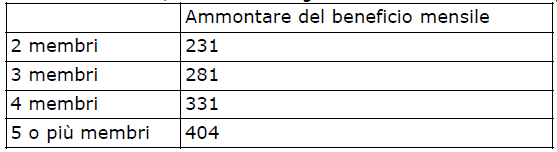 Ammontare del beneficio mensile
2 membri 231
3 membri 281
4 membri 331
5 o più membri 404